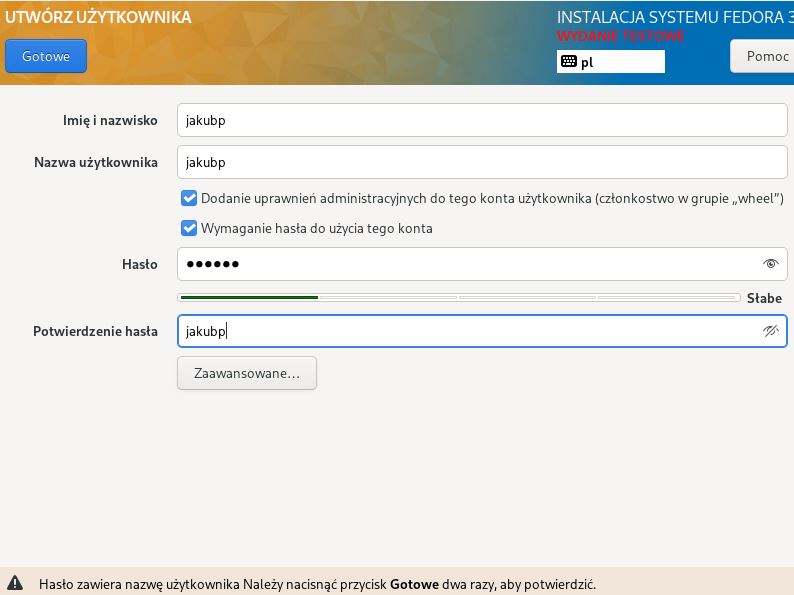 UTWÓRZ UŻYTKOWNIKA
INSTALACJA SYSTEMU FEDORA 3
WYDANIE TESTOWE
Gotowe
pl
Pomoc
Imię i nazwisko
jakubp
Nazwa użytkownika
jakubp
Dodanie uprawnień administracyjnych do tego konta użytkownika (członkostwo w grupie „wheel”)
Wymaganie hasła do użycia tego konta
Hasło
●●●●●●
Słabe
Potwierdzenie hasła
jakubp
Zaawansowane...
Hasło zawiera nazwę użytkownika Należy nacisnąć przycisk Gotowe dwa razy, aby potwierdzić.